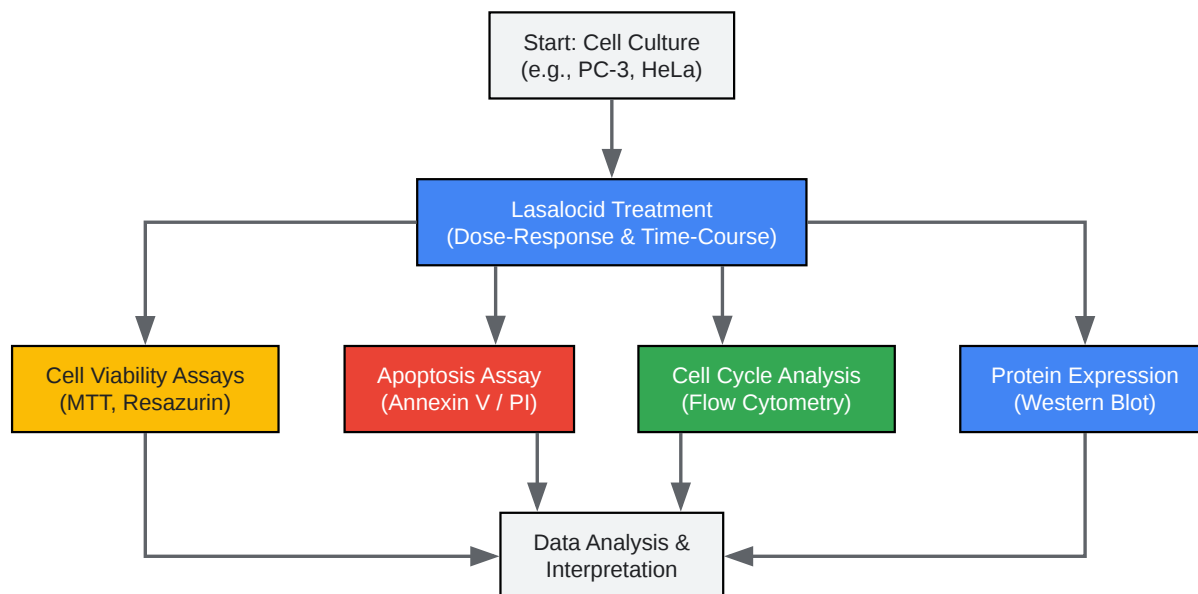 Start: Cell Culture
(e.g., PC-3, HeLa)
Lasalocid Treatment
(Dose-Response & Time-Course)
Cell Viability Assays
(MTT, Resazurin)
Apoptosis Assay
(Annexin V / PI)
Cell Cycle Analysis
(Flow Cytometry)
Protein Expression
(Western Blot)
Data Analysis &
Interpretation